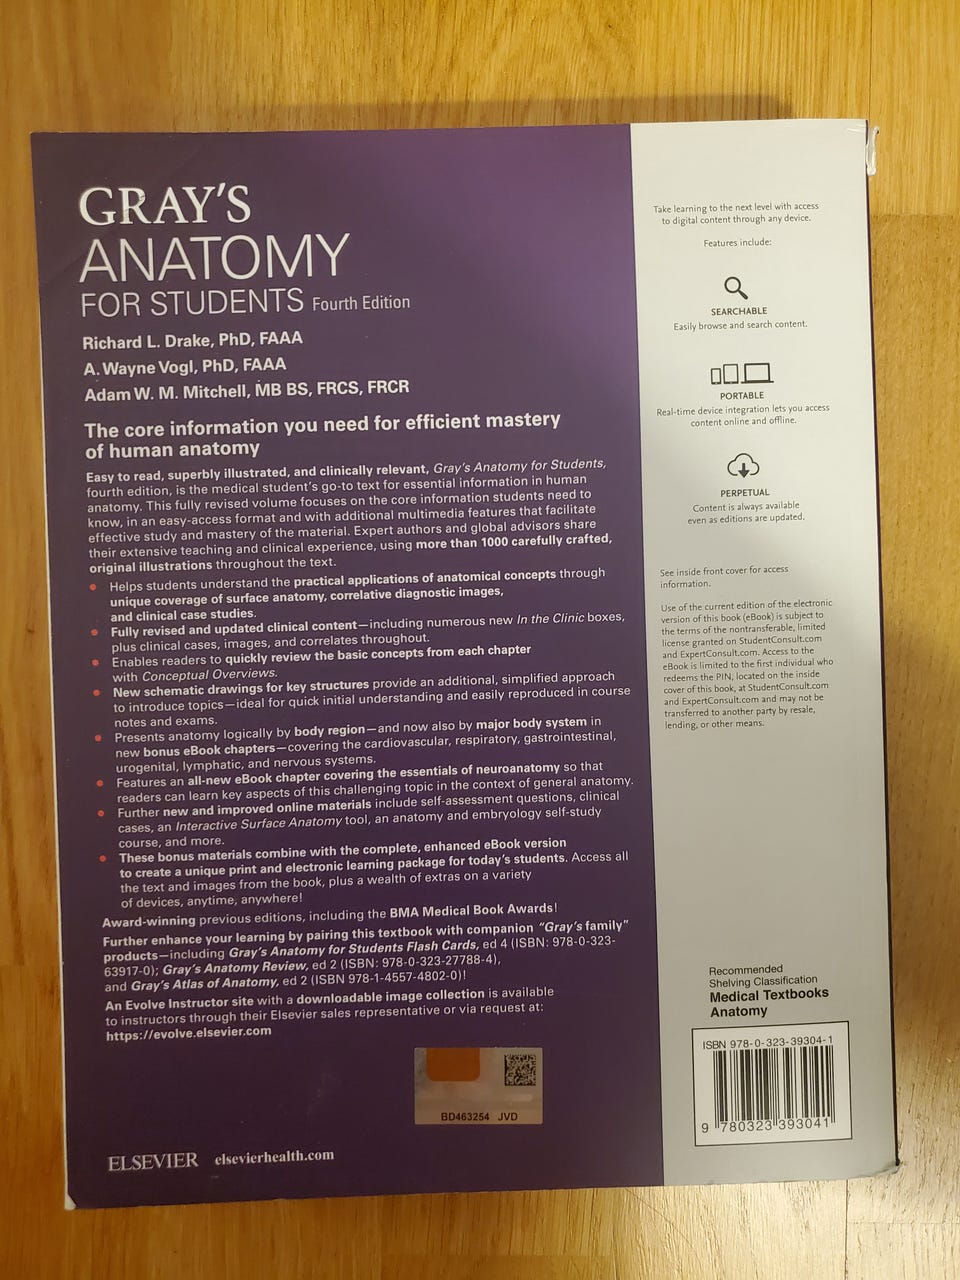 GRAY'S
ANATOMY
FOR STUDENTS Fourth Edition
Richard L. Drake, PhD, FAAA
A. Wayne Vogl, PhD, FAAA
Adam W. M. Mitchell, MB BS, FRCS, FRCR
The core information you need for efficient mastery
of human anatomy
Easy to read, superbly illustrated, and clinically relevant, Gray's Anatomy for Students,
fourth edition, is the medical student's go-to text for essential information in human
anatomy. This fully revised volume focuses on the core information students need to
know, in an easy-access format and with additional multimedia features that facilitate
effective study and mastery of the material. Expert authors and global advisors share
their extensive teaching and clinical experience, using more than 1000 carefully crafted,
original illustrations throughout the text.
• Helps students understand the practical applications of anatomical concepts through
unique coverage of surface anatomy, correlative diagnostic images,
and clinical case studies.
• Fully revised and updated clinical content—including numerous new In the Clinic boxes,
plus clinical cases, images, and correlates throughout.
• Enables readers to quickly review the basic concepts from each chapter
with Conceptual Overviews.
• New schematic drawings for key structures provide an additional, simplified approach
to introduce topics—ideal for quick initial understanding and easily reproduced in course
notes and exams.
• Presents anatomy logically by body region—and now also by major body system in
new bonus eBook chapters—covering the cardiovascular, respiratory, gastrointestinal,
urogenital, lymphatic, and nervous systems.
• Features an all-new eBook chapter covering the essentials of neuroanatomy so that
readers can learn key aspects of this challenging topic in the context of general anatomy.
• Further new and improved online materials include self-assessment questions, clinical
cases, an Interactive Surface Anatomy tool, an anatomy and embryology self-study
course, and more.
• These bonus materials combine with the complete, enhanced eBook version
to create a unique print and electronic learning package for today's students. Access all
the text and images from the book, plus a wealth of extras on a variety
of devices, anytime, anywhere!
Award-winning previous editions, including the BMA Medical Book Awards!
Further enhance your learning by pairing this textbook with companion "Gray's family"
products—including Gray's Anatomy for Students Flash Cards, ed 4 (ISBN: 978-0-323-
63917-0); Gray's Anatomy Review, ed 2 (ISBN: 978-0-323-27788-4),
and Gray's Atlas of Anatomy, ed 2 (ISBN 978-1-4557-4802-0)!
An Evolve Instructor site with a downloadable image collection is available
to instructors through their Elsevier sales representative or via request at:
https://evolve.elsevier.com
BD463254 JVD
ELSEVIER elsevierhealth.com
Take learning to the next level with access
to digital content through any device.
Features include:
SEARCHABLE
Easily browse and search content.
PORTABLE
Real-time device integration lets you access
content online and offline.
PERPETUAL
Content is always available
even as editions are updated.
See inside front cover for access
information.
Use of the current edition of the electronic
version of this book (eBook) is subject to
the terms of the nontransferable, limited
license granted on StudentConsult.com
and ExpertConsult.com. Access to the
eBook is limited to the first individual who
redeems the PIN, located on the inside
cover of this book, at StudentConsult.com
and ExpertConsult.com and may not be
transferred to another party by resale,
lending, or other means.
Recommended
Shelving Classification
Medical Textbooks
Anatomy
ISBN 978-0-323-39304-1
9 780323 393041